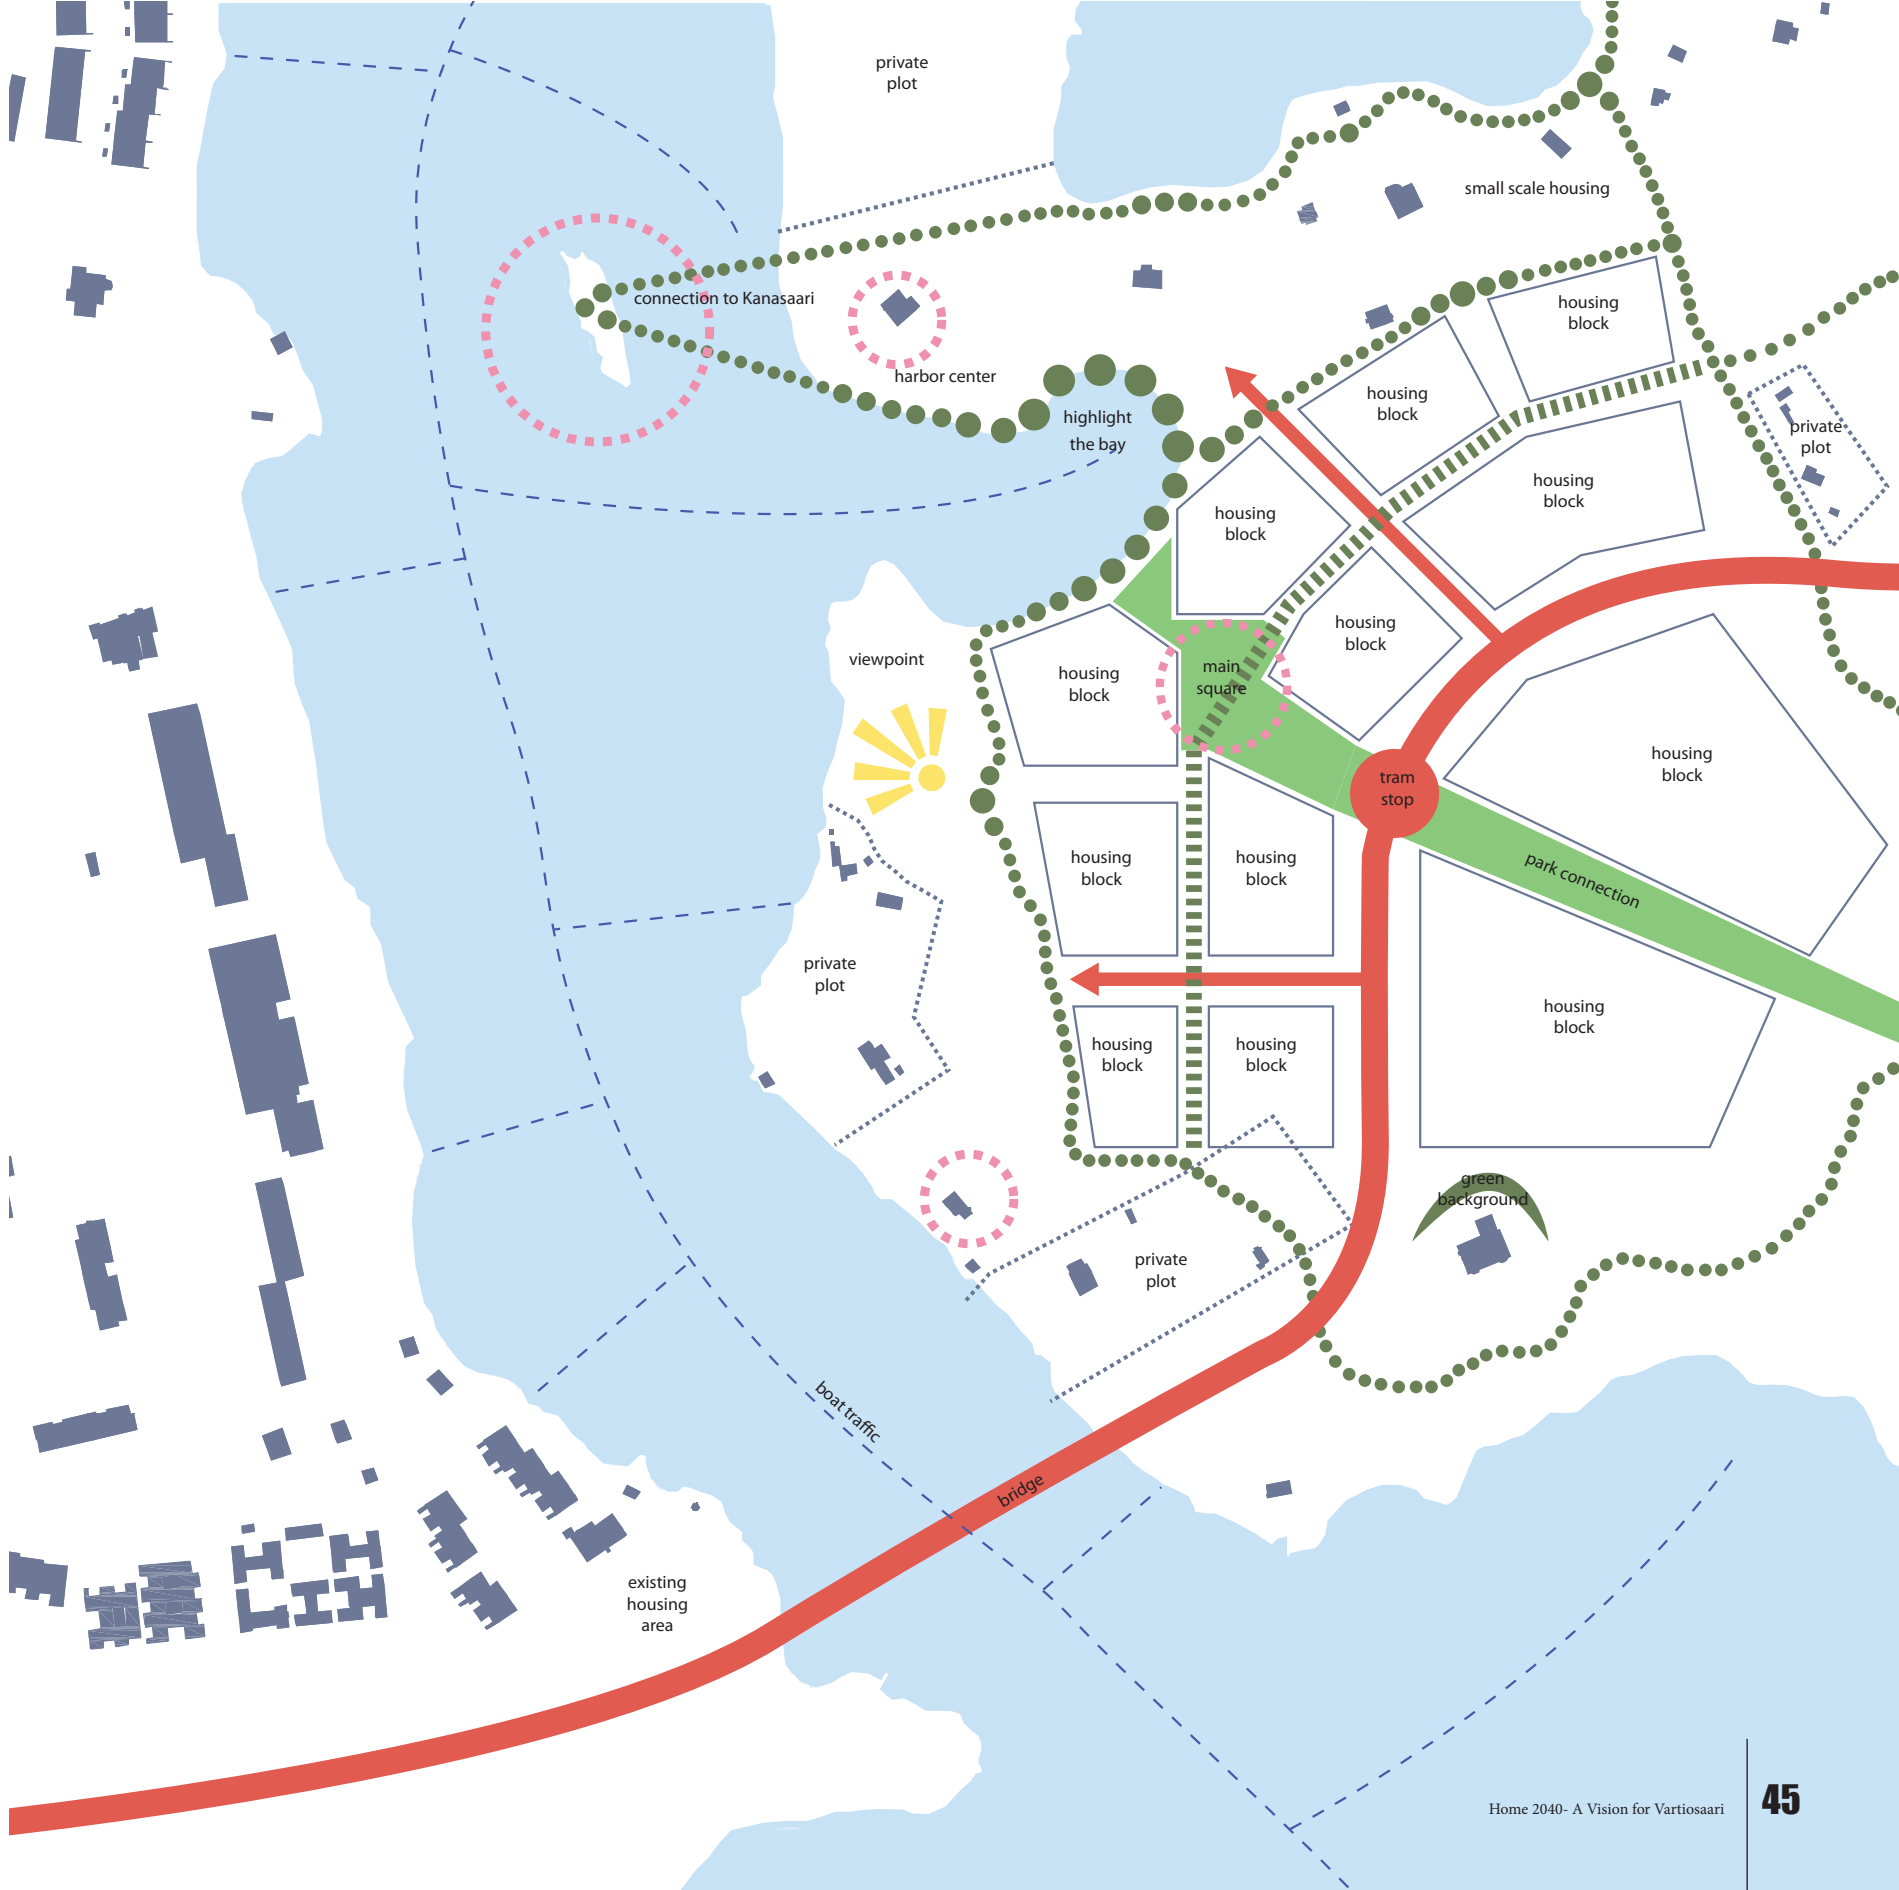 private
plot
small scale housing
connection to Kanasaari
housing
block
harbor center
housing
block
highlight
the bay
private
plot
housing
block
housing
block
housing
block
viewpoint
main
square
housing
block
housing
block
tram
stop
housing
block
housing
block
park connection
private
plot
housing
block
housing
block
housing
block
green
background
private
plot
boat traffic
bridge
existing
housing
area
Home 2040- A Vision for Vartiosaari
45